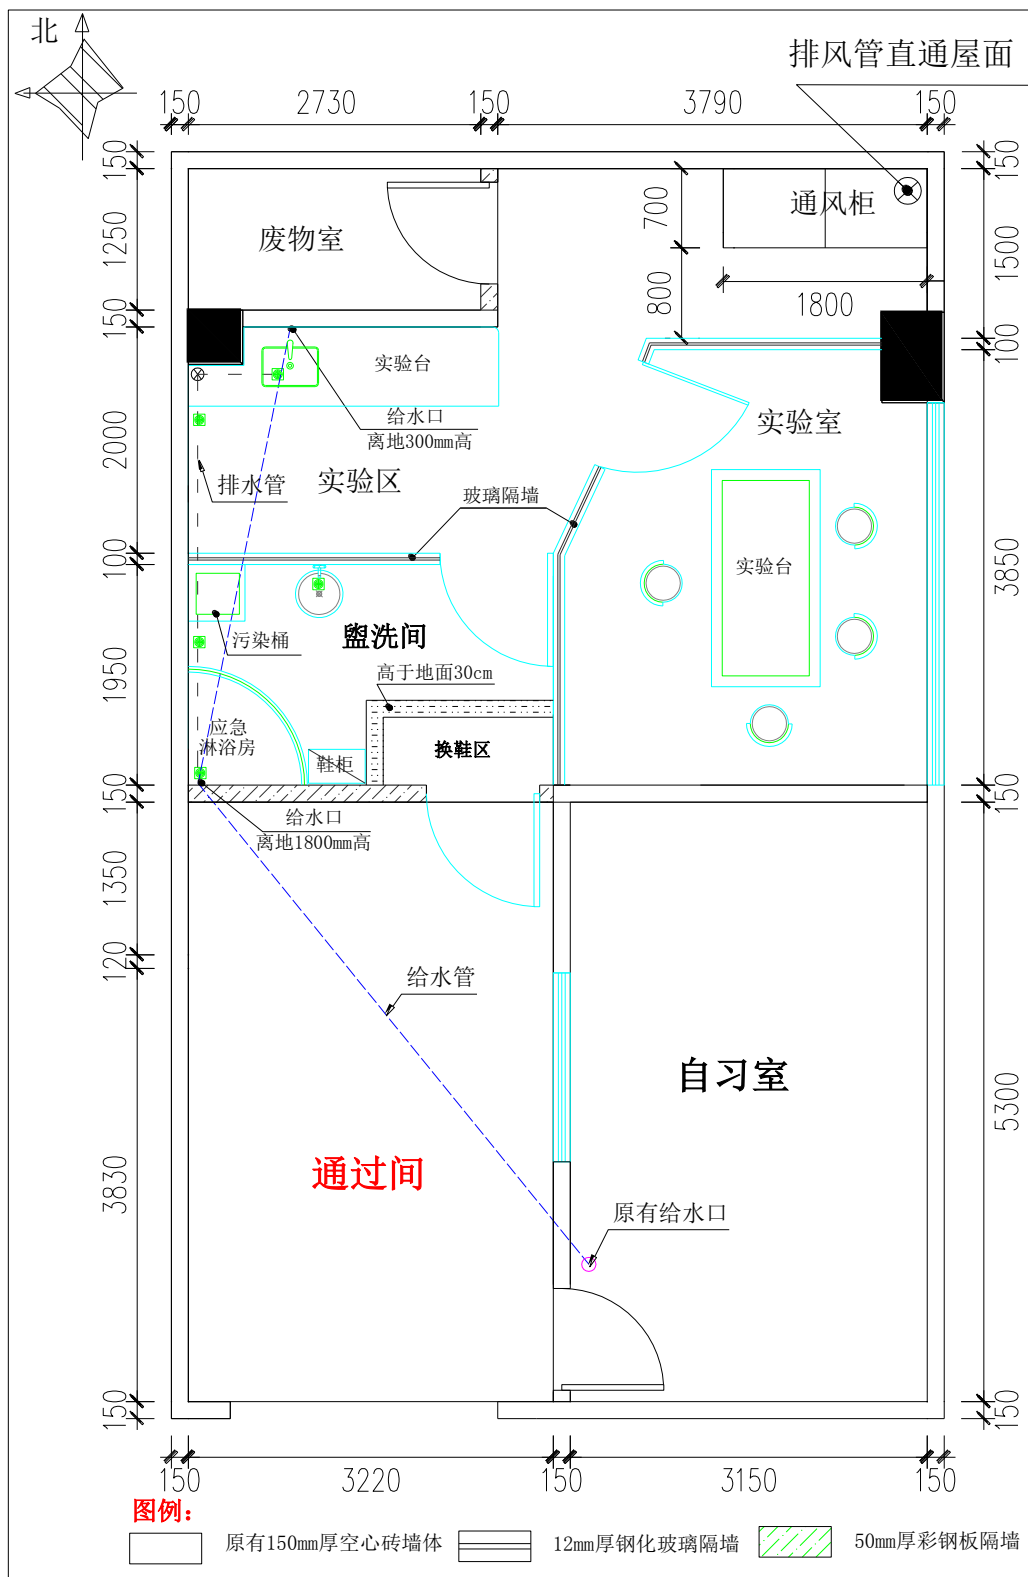 北
排风管直通屋面
150
2730
150
3790
150
150
1250
150
2000
100
1950
150
1350
120
3830
150
150
1500
100
3850
150
5300
150
700
800
1800
废物室
通风柜
实验台
给水口
离地300mm高
实验室
实验区
排水管
玻璃隔墙
实验台
污染桶
盥洗间
高于地面30cm
应急
淋浴房
鞋柜
换鞋区
给水口
离地1800mm高
给水管
自习室
通过间
原有给水口
150
3220
150
3150
150
图例：
原有150mm厚空心砖墙体
12mm厚钢化玻璃隔墙
50mm厚彩钢板隔墙